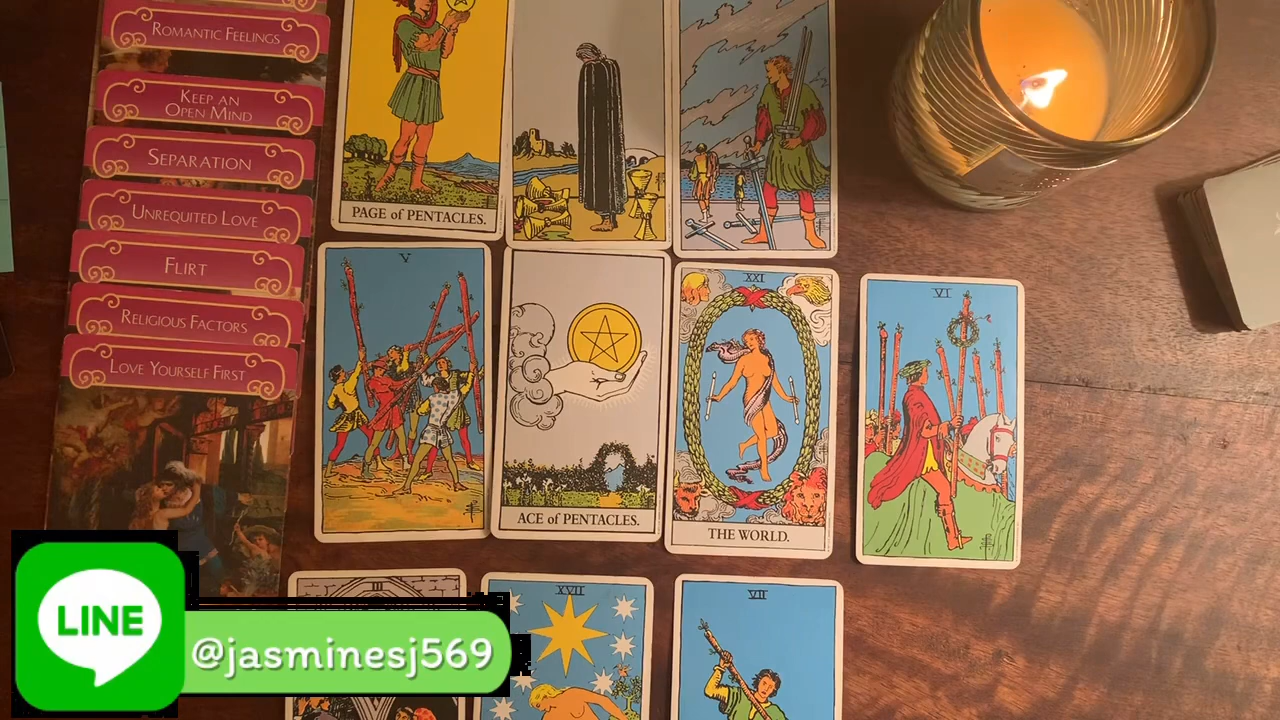 ROMANTIC FEELINGS
KEEP AN
OPEN MIND
SEPARATION
UNREQUITED LOVE
FLIRT
RELIGIOUS FACTORS
LOVE YOURSELF FIRST
PAGE of PENTACLES.
V
ACE of PENTACLES.
XXI
THE WORLD.
VI
III
XVII
VII
LINE
@jasminesj569